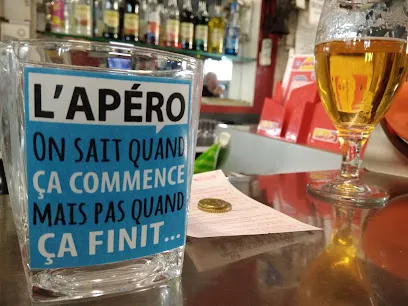 L'APÉRO
ON SAIT QUAND
ÇA COMMENCE
MAIS PAS QUAND
ÇA FINIT...